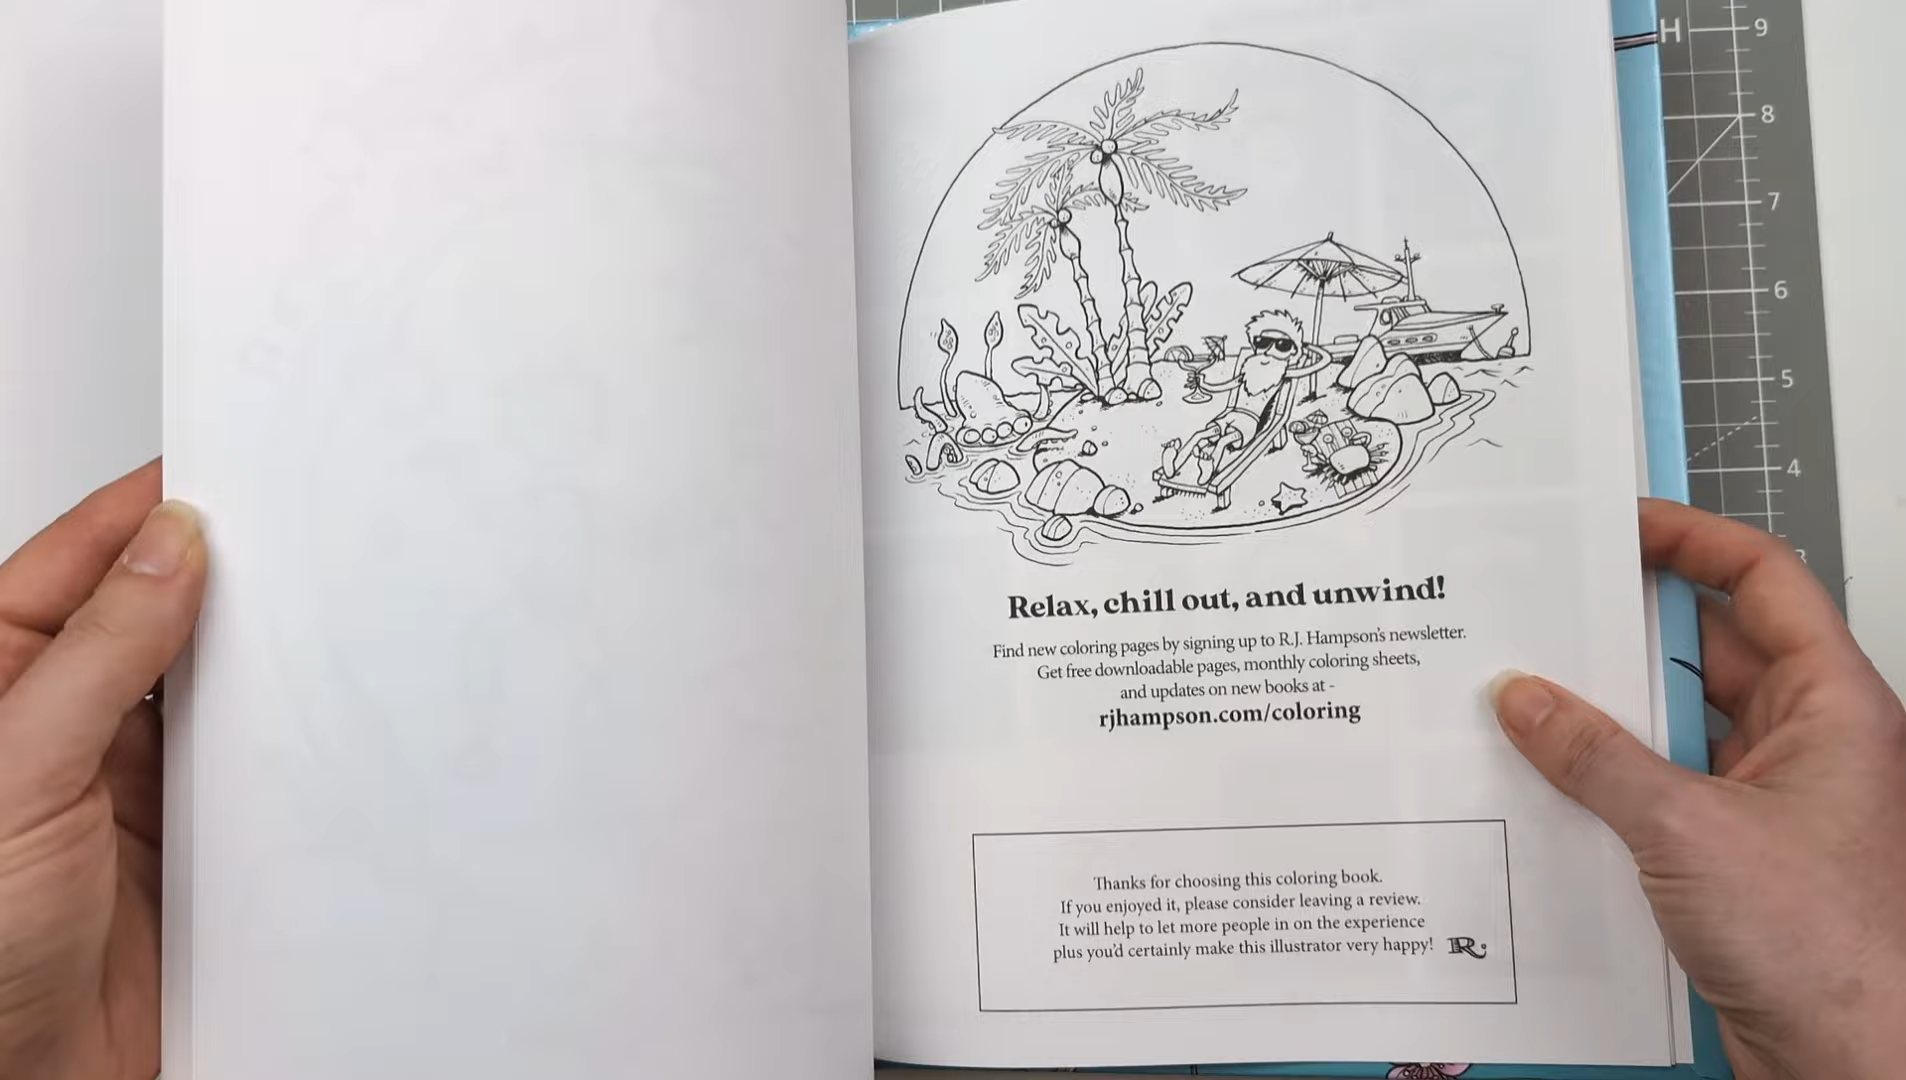 Relax, chill out, and unwind!
Find new coloring pages by signing up to R.J. Hampson's newsletter.
Get free downloadable pages, monthly coloring sheets,
and updates on new books at -
rjhampson.com/coloring
Thanks for choosing this coloring book.
If you enjoyed it, please consider leaving a review.
It will help to let more people in on the experience
plus you'd certainly make this illustrator very happy! R.
H
9
8
7
6
5
4